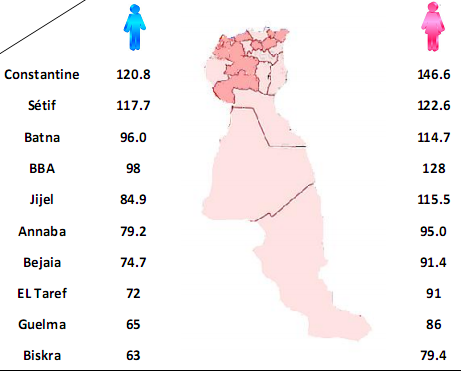 Constantine 120.8 146.6
Sétif 117.7 122.6
Batna 96.0 114.7
BBA 98 128
Jijel 84.9 115.5
Annaba 79.2 95.0
Bejaia 74.7 91.4
EL Taref 72 91
Guelma 65 86
Biskra 63 79.4